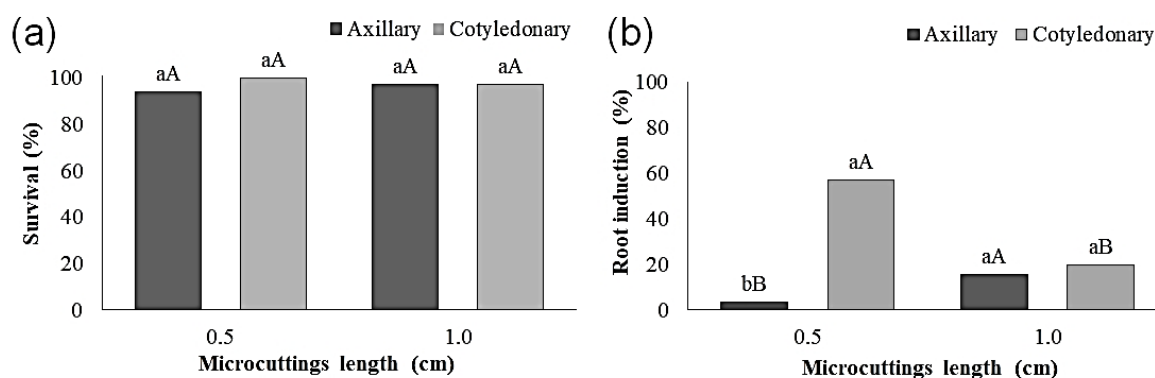 (a)
Axillary Cotyledonary
Survival (%)
100
80
60
40
20
0
aA
aA
aA
aA
0.5
1.0
Microcuttings length (cm)
(b)
Axillary Cotyledonary
Root induction (%)
100
80
60
40
20
0
bB
aA
aA
aB
0.5
1.0
Microcuttings length (cm)